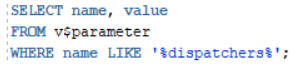 SELECT name, value
FROM v$parameter
WHERE name LIKE '%dispatchers%';